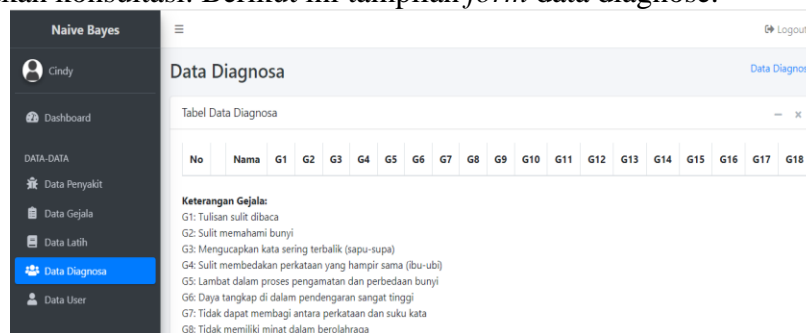 kan konsultasi. Berikut ini tampilan form data diagnose.
Naive Bayes
Logout
Cindy
Data Diagnosa
Data Diagnos
Dashboard
Tabel Data Diagnosa
DATA-DATA
No Nama G1 G2 G3 G4 G5 G6 G7 G8 G9 G10 G11 G12 G13 G14 G15 G16 G17 G18
Data Penyakit
Data Gejala
Data Latih
Data Diagnosa
Data User
Keterangan Gejala:
G1: Tulisan sulit dibaca
G2: Sulit memahami bunyi
G3: Mengucapkan kata sering terbalik (sapu-supa)
G4: Sulit membedakan perkataan yang hampir sama (ibu-ubi)
G5: Lambat dalam proses pengamatan dan perbedaan bunyi
G6: Daya tangkap di dalam pendengaran sangat tinggi
G7: Tidak dapat membagi antara perkataan dan suku kata
G8: Tidak memiliki minat dalam berolahraga